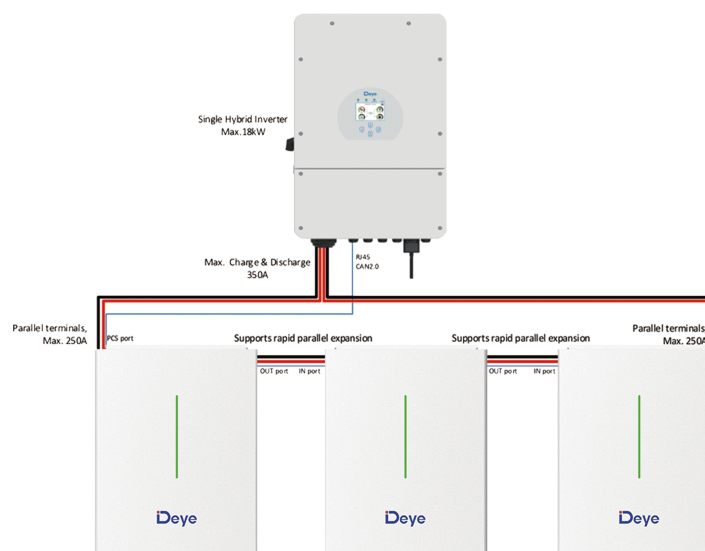 Deye
Single Hybrid Inverter
Max.18kW
Max. Charge & Discharge
350A
RJ45
CAN2.0
Parallel terminals,
Max. 250A
PCS port
Supports rapid parallel expansion
Supports rapid parallel expansion
Parallel terminals
Max. 250A
OUT port IN port
OUT port IN port
Deye
Deye
Deye